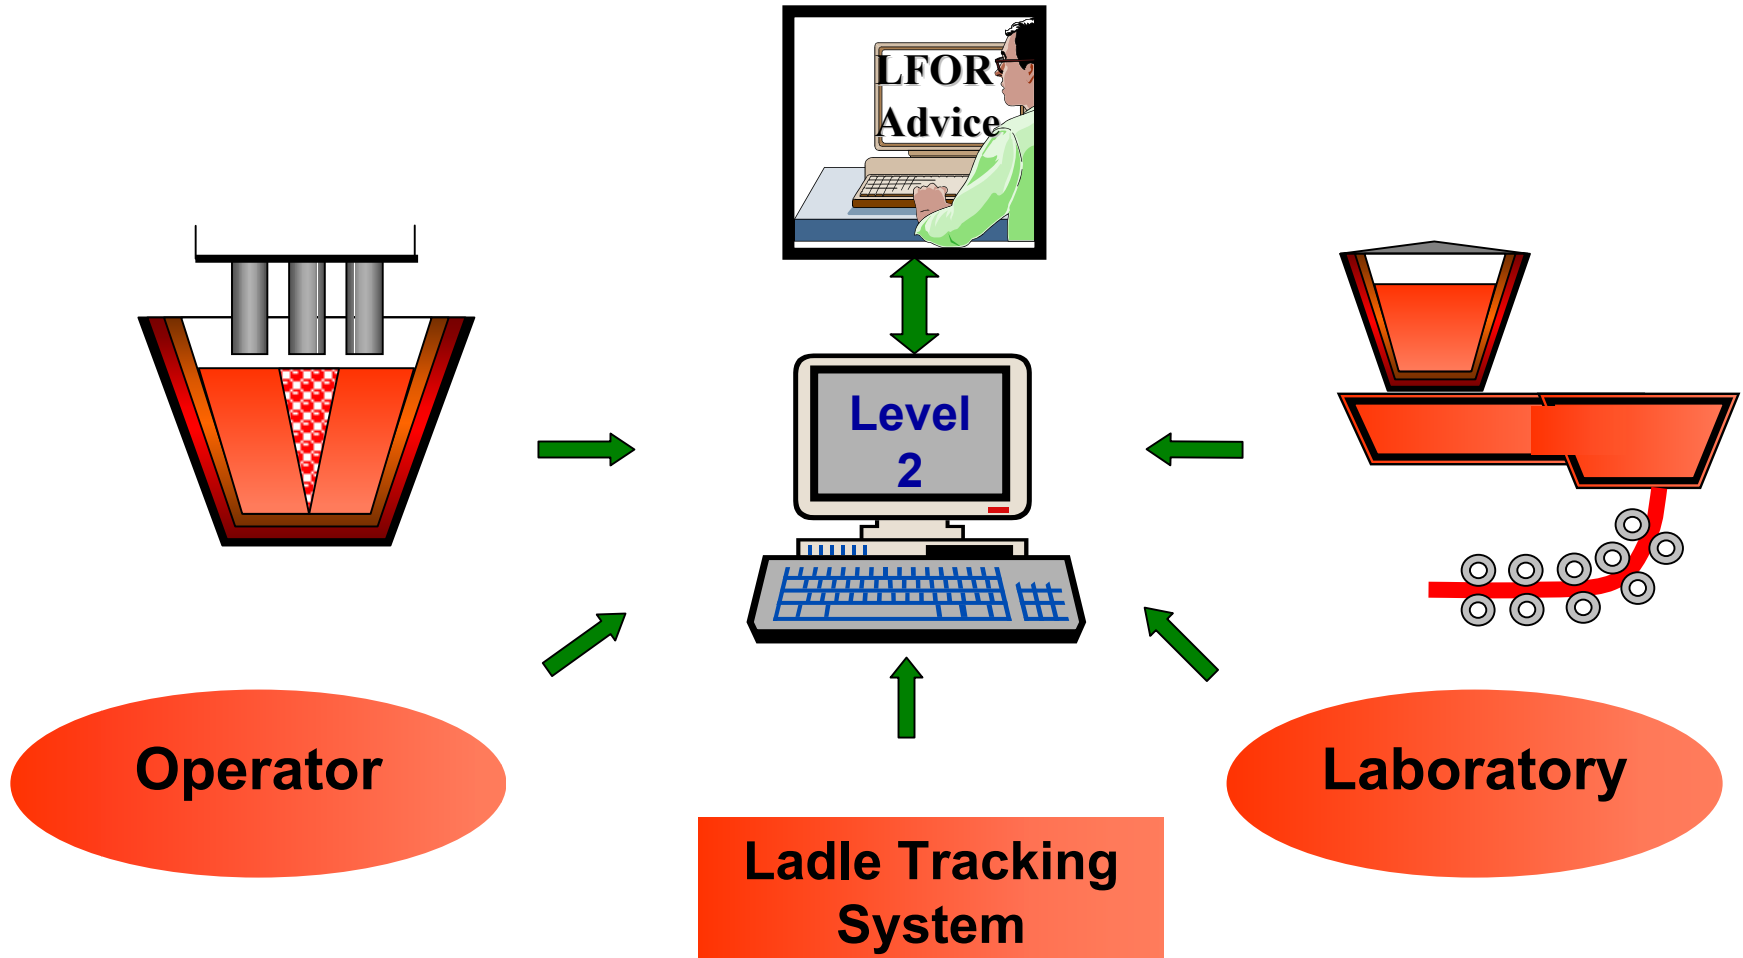 LFOR
Advice
Level
2
Operator
Laboratory
Ladle Tracking
System